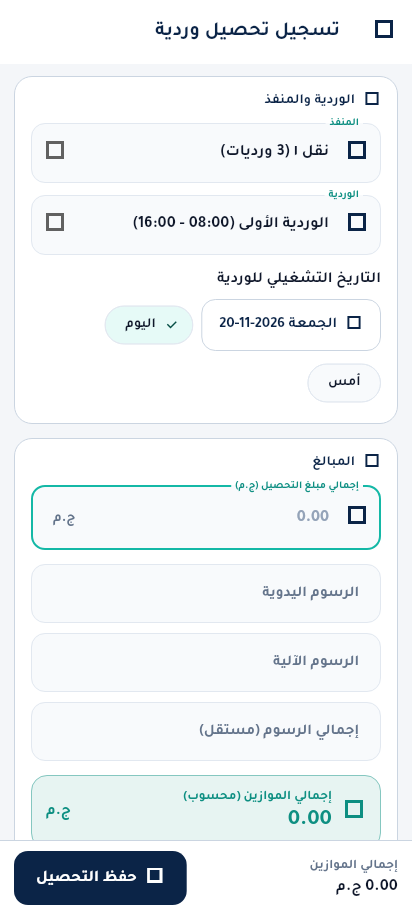 تسجيل تحصيل وردية
الوردية والمنفذ
المنفذ
نقل ا (3 ورديات)
الوردية
الوردية الأولى (08:00 - 16:00)
التاريخ التشغيلي للوردية
الجمعة 2026-11-20
اليوم
أمس
المبالغ
إجمالي مبلغ التحصيل (ج.م)
0.00
ج.م
الرسوم اليدوية
الرسوم الآلية
إجمالي الرسوم (مستقل)
إجمالي الموازين (محسوب)
0.00
ج.م
إجمالي الموازين
0.00 ج.م
حفظ التحصيل